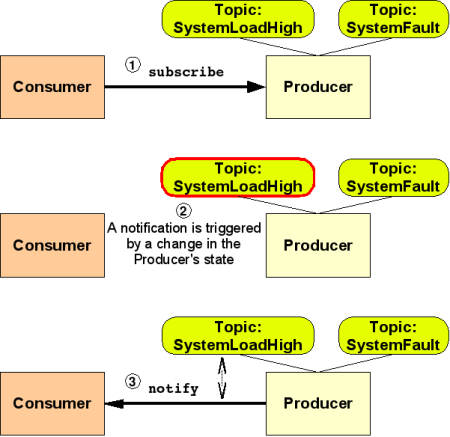 Topic:
SystemLoadHigh
Topic:
SystemFault
Consumer
1 subscribe
Producer
Topic:
SystemLoadHigh
Topic:
SystemFault
Consumer
2
A notification is triggered
by a change in the
Producer's state
Producer
Topic:
SystemLoadHigh
Topic:
SystemFault
Consumer
3 notify
Producer